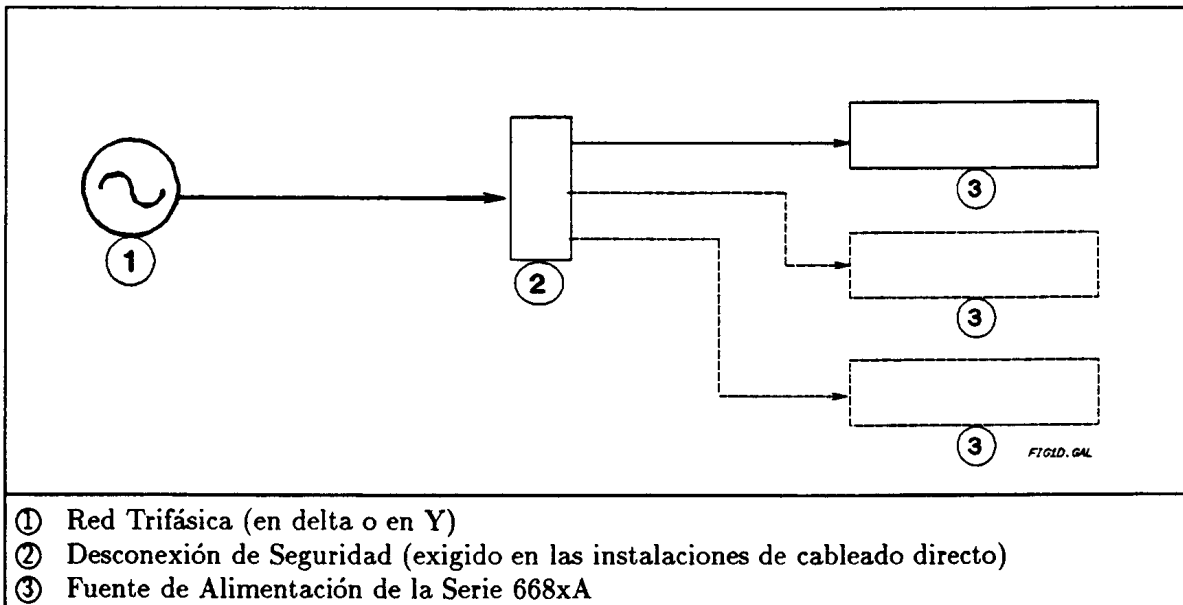 1
2
3
3
3
FIG1D.GAL
① Red Trifásica (en delta o en Y)
② Desconexión de Seguridad (exigido en las instalaciones de cableado directo)
③ Fuente de Alimentación de la Serie 668xA